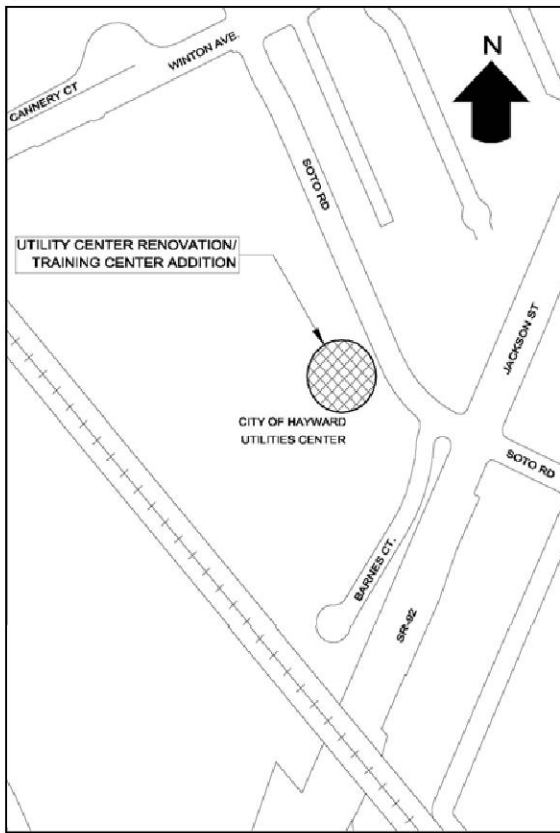 WINTON AVE.
CANNERY CT
N
SOTO RD
UTILITY CENTER RENOVATION/
TRAINING CENTER ADDITION
JACKSON ST
CITY OF HAYWARD
UTILITIES CENTER
SOTO RD
BARNES CT.
SR-92